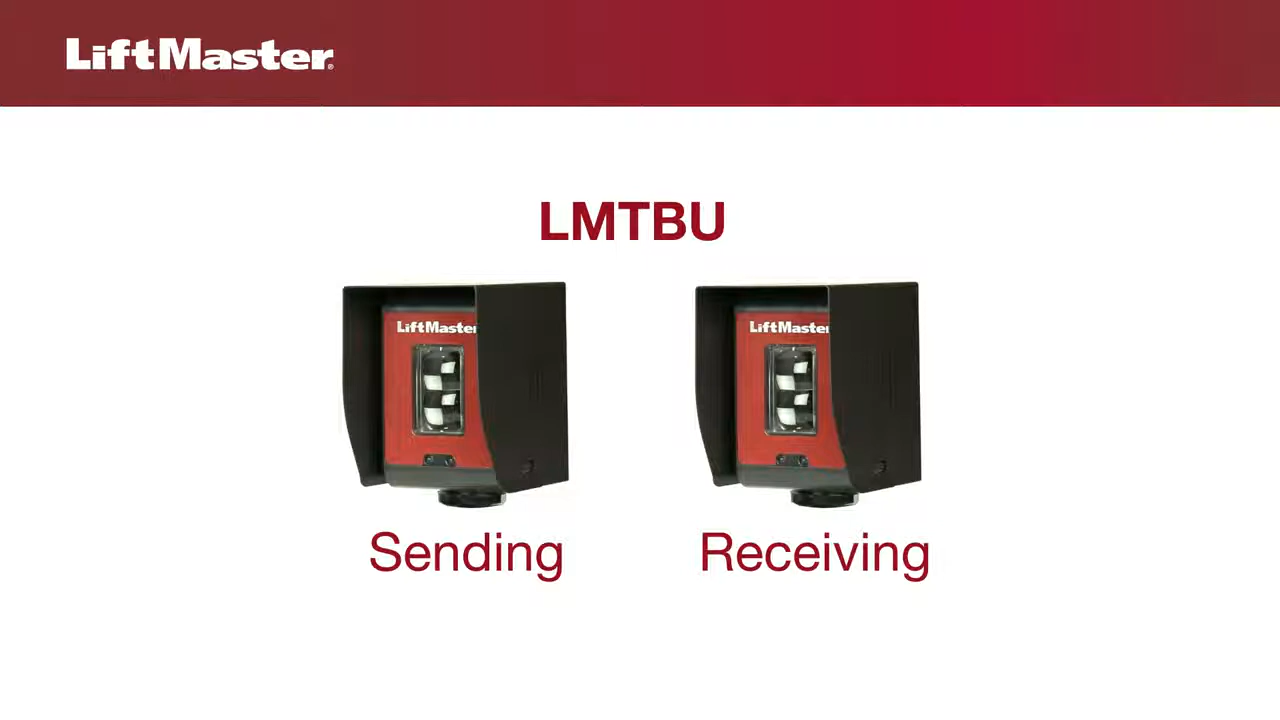 LiftMaster®
LMTBU
LiftMaster
LiftMaster
Sending
Receiving